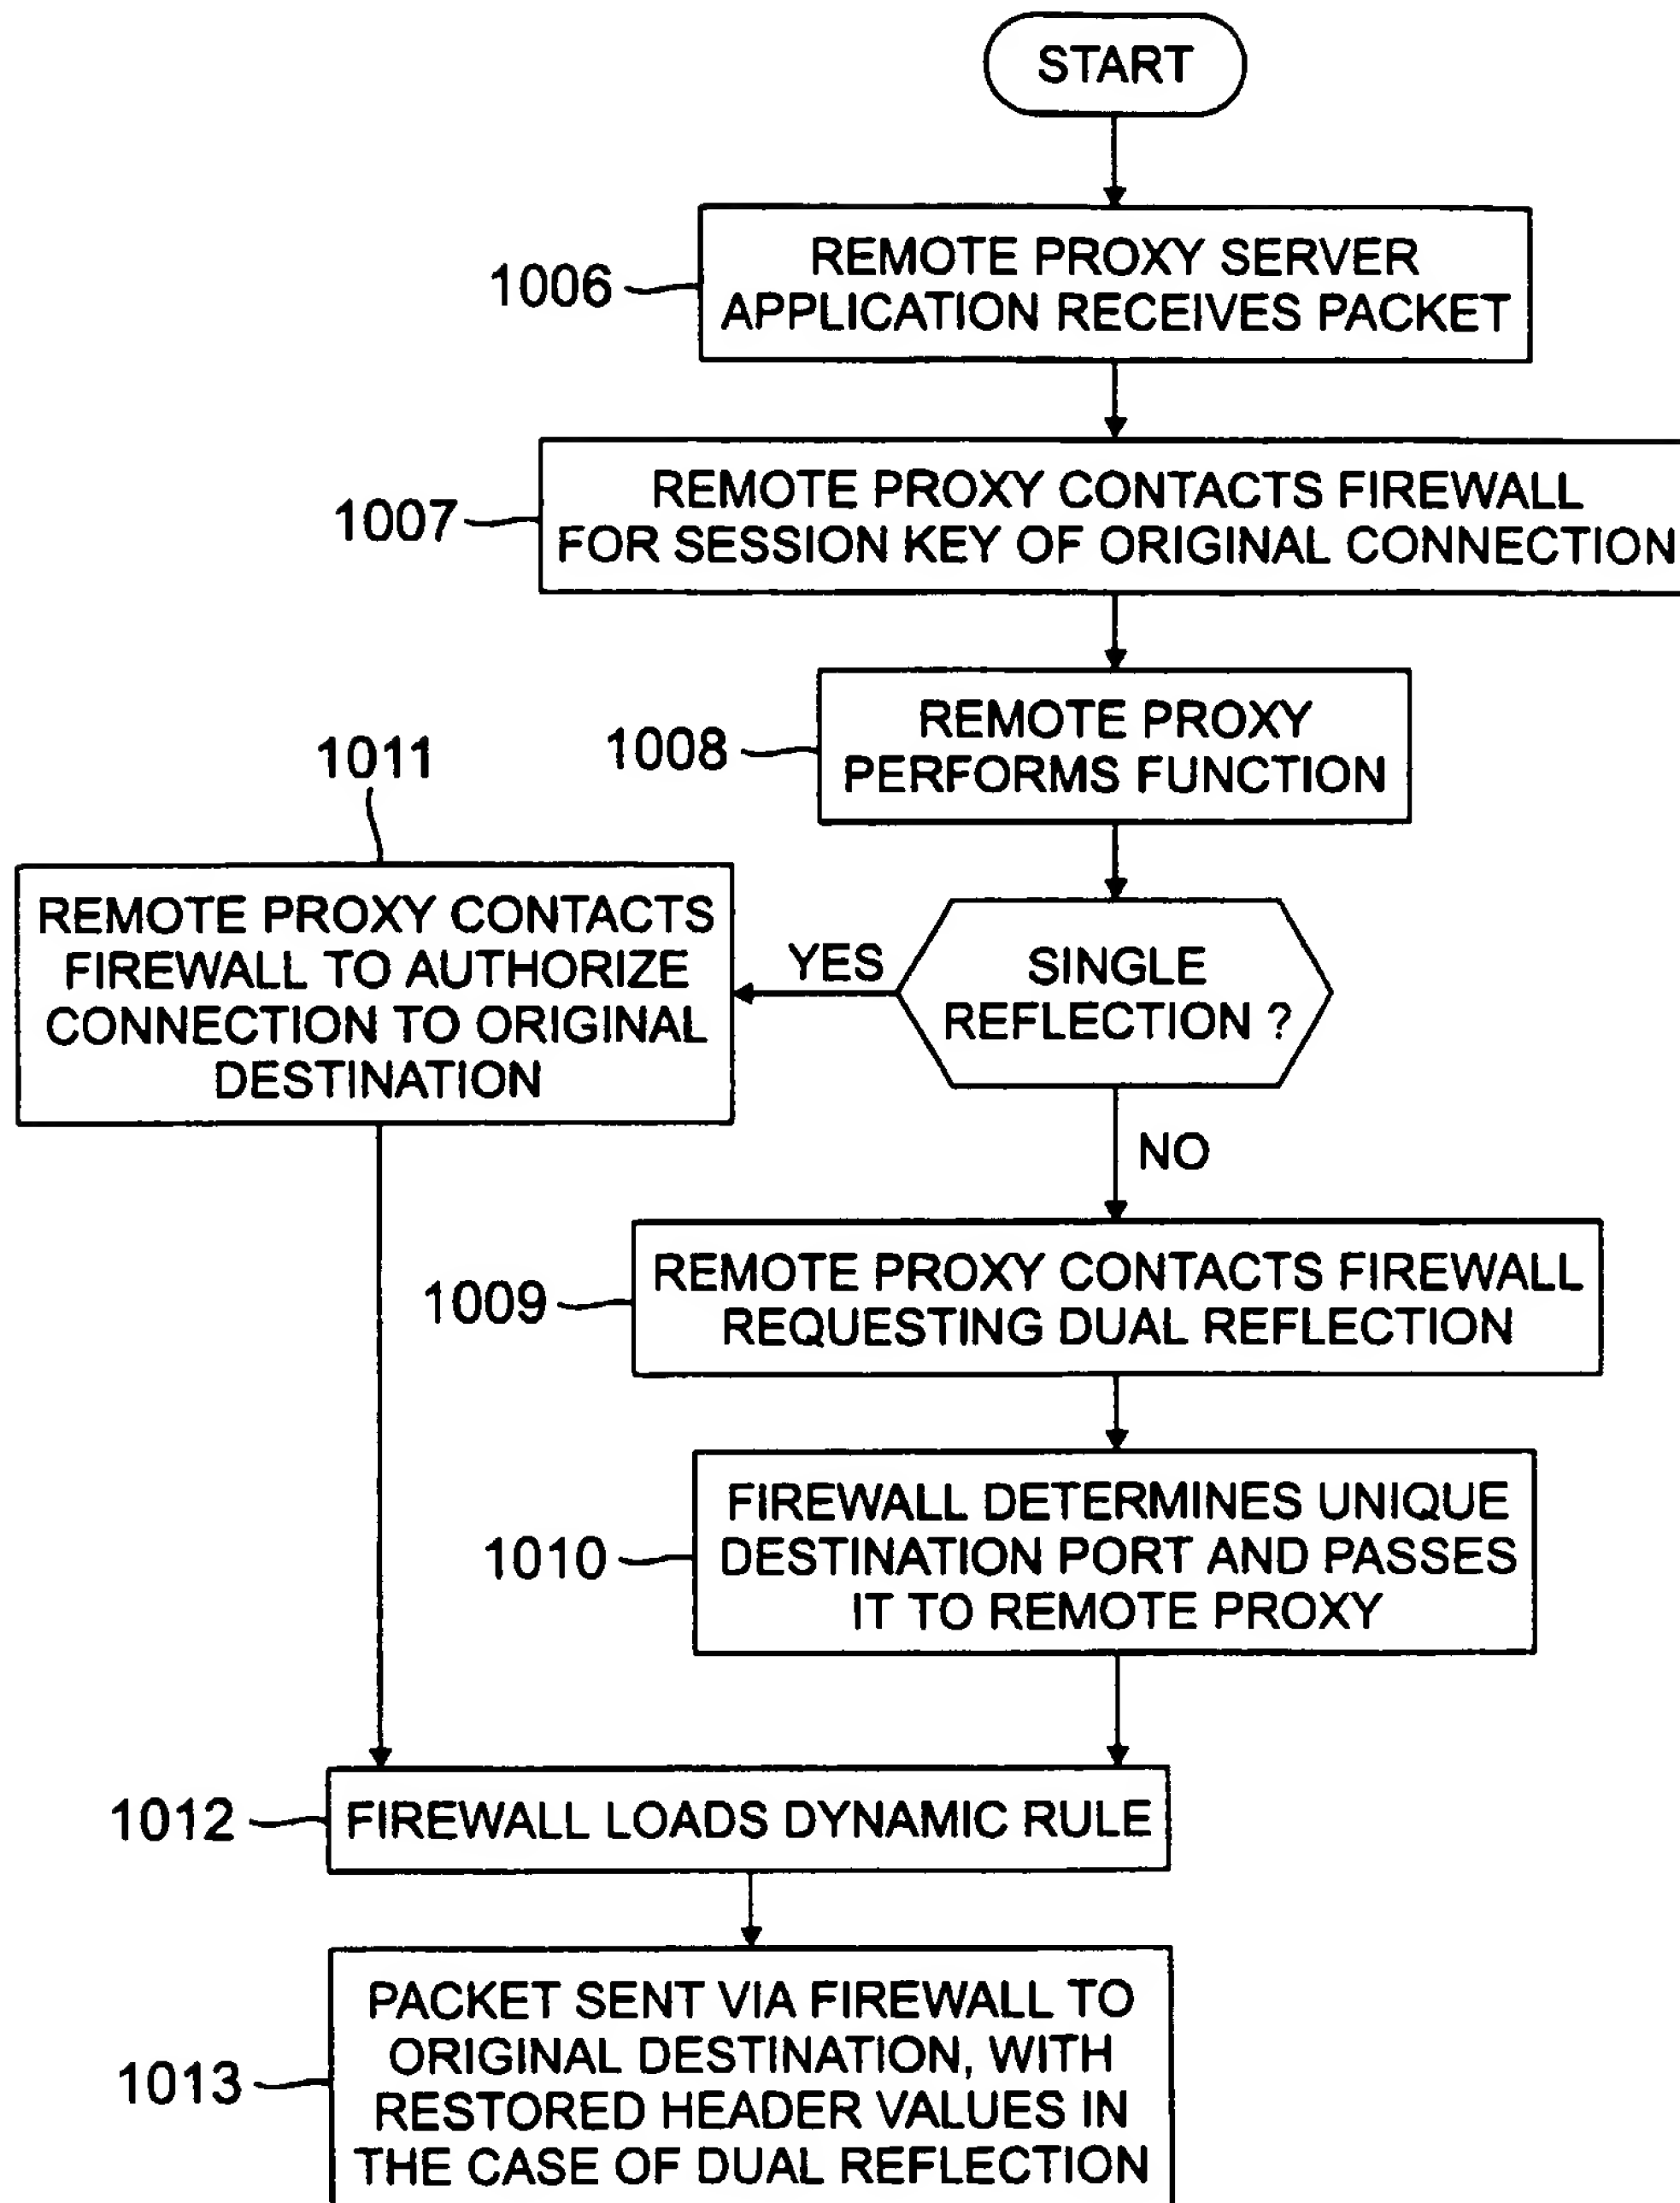 START
1006
REMOTE PROXY SERVER
APPLICATION RECEIVES PACKET
1007
REMOTE PROXY CONTACTS FIREWALL
FOR SESSION KEY OF ORIGINAL CONNECTION
1008
REMOTE PROXY
PERFORMS FUNCTION
1011
REMOTE PROXY CONTACTS
FIREWALL TO AUTHORIZE
CONNECTION TO ORIGINAL
DESTINATION
YES
SINGLE
REFLECTION ?
NO
1009
REMOTE PROXY CONTACTS FIREWALL
REQUESTING DUAL REFLECTION
1010
FIREWALL DETERMINES UNIQUE
DESTINATION PORT AND PASSES
IT TO REMOTE PROXY
1012
FIREWALL LOADS DYNAMIC RULE
1013
PACKET SENT VIA FIREWALL TO
ORIGINAL DESTINATION, WITH
RESTORED HEADER VALUES IN
THE CASE OF DUAL REFLECTION